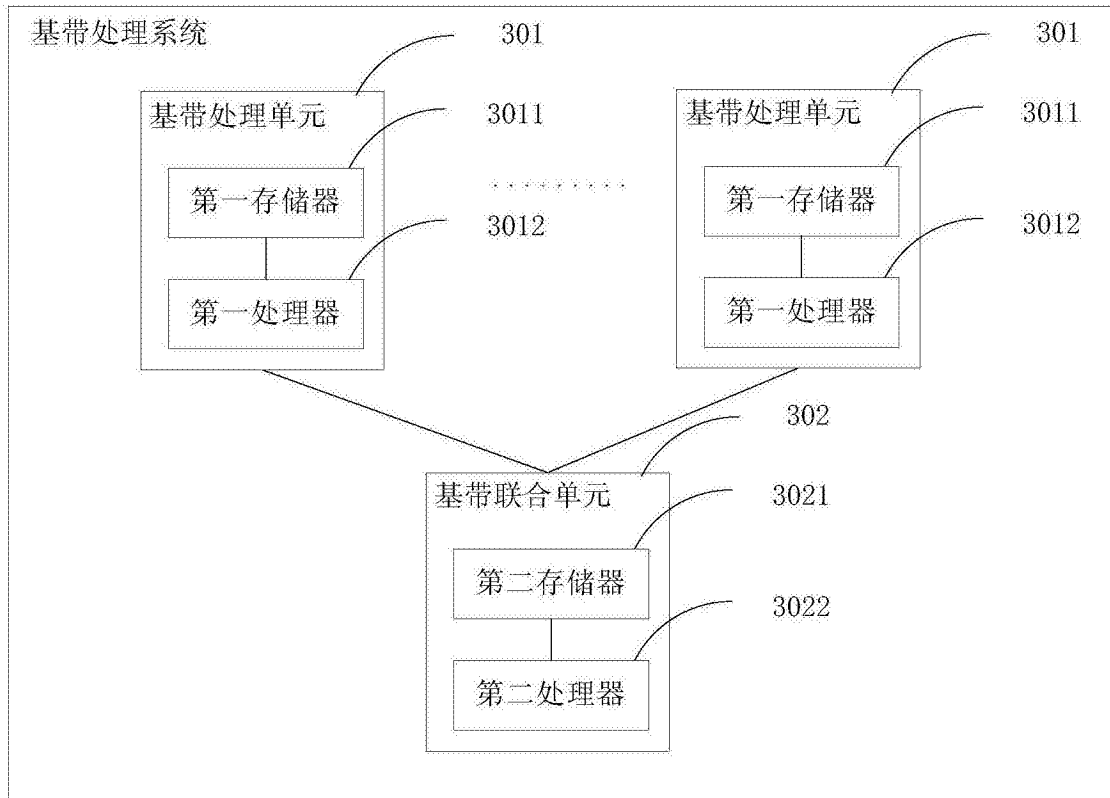 基带处理系统
301
301
基带处理单元
3011
基带处理单元
3011
第一存储器
·········
第一存储器
3012
3012
第一处理器
第一处理器
302
基带联合单元
3021
第二存储器
3022
第二处理器